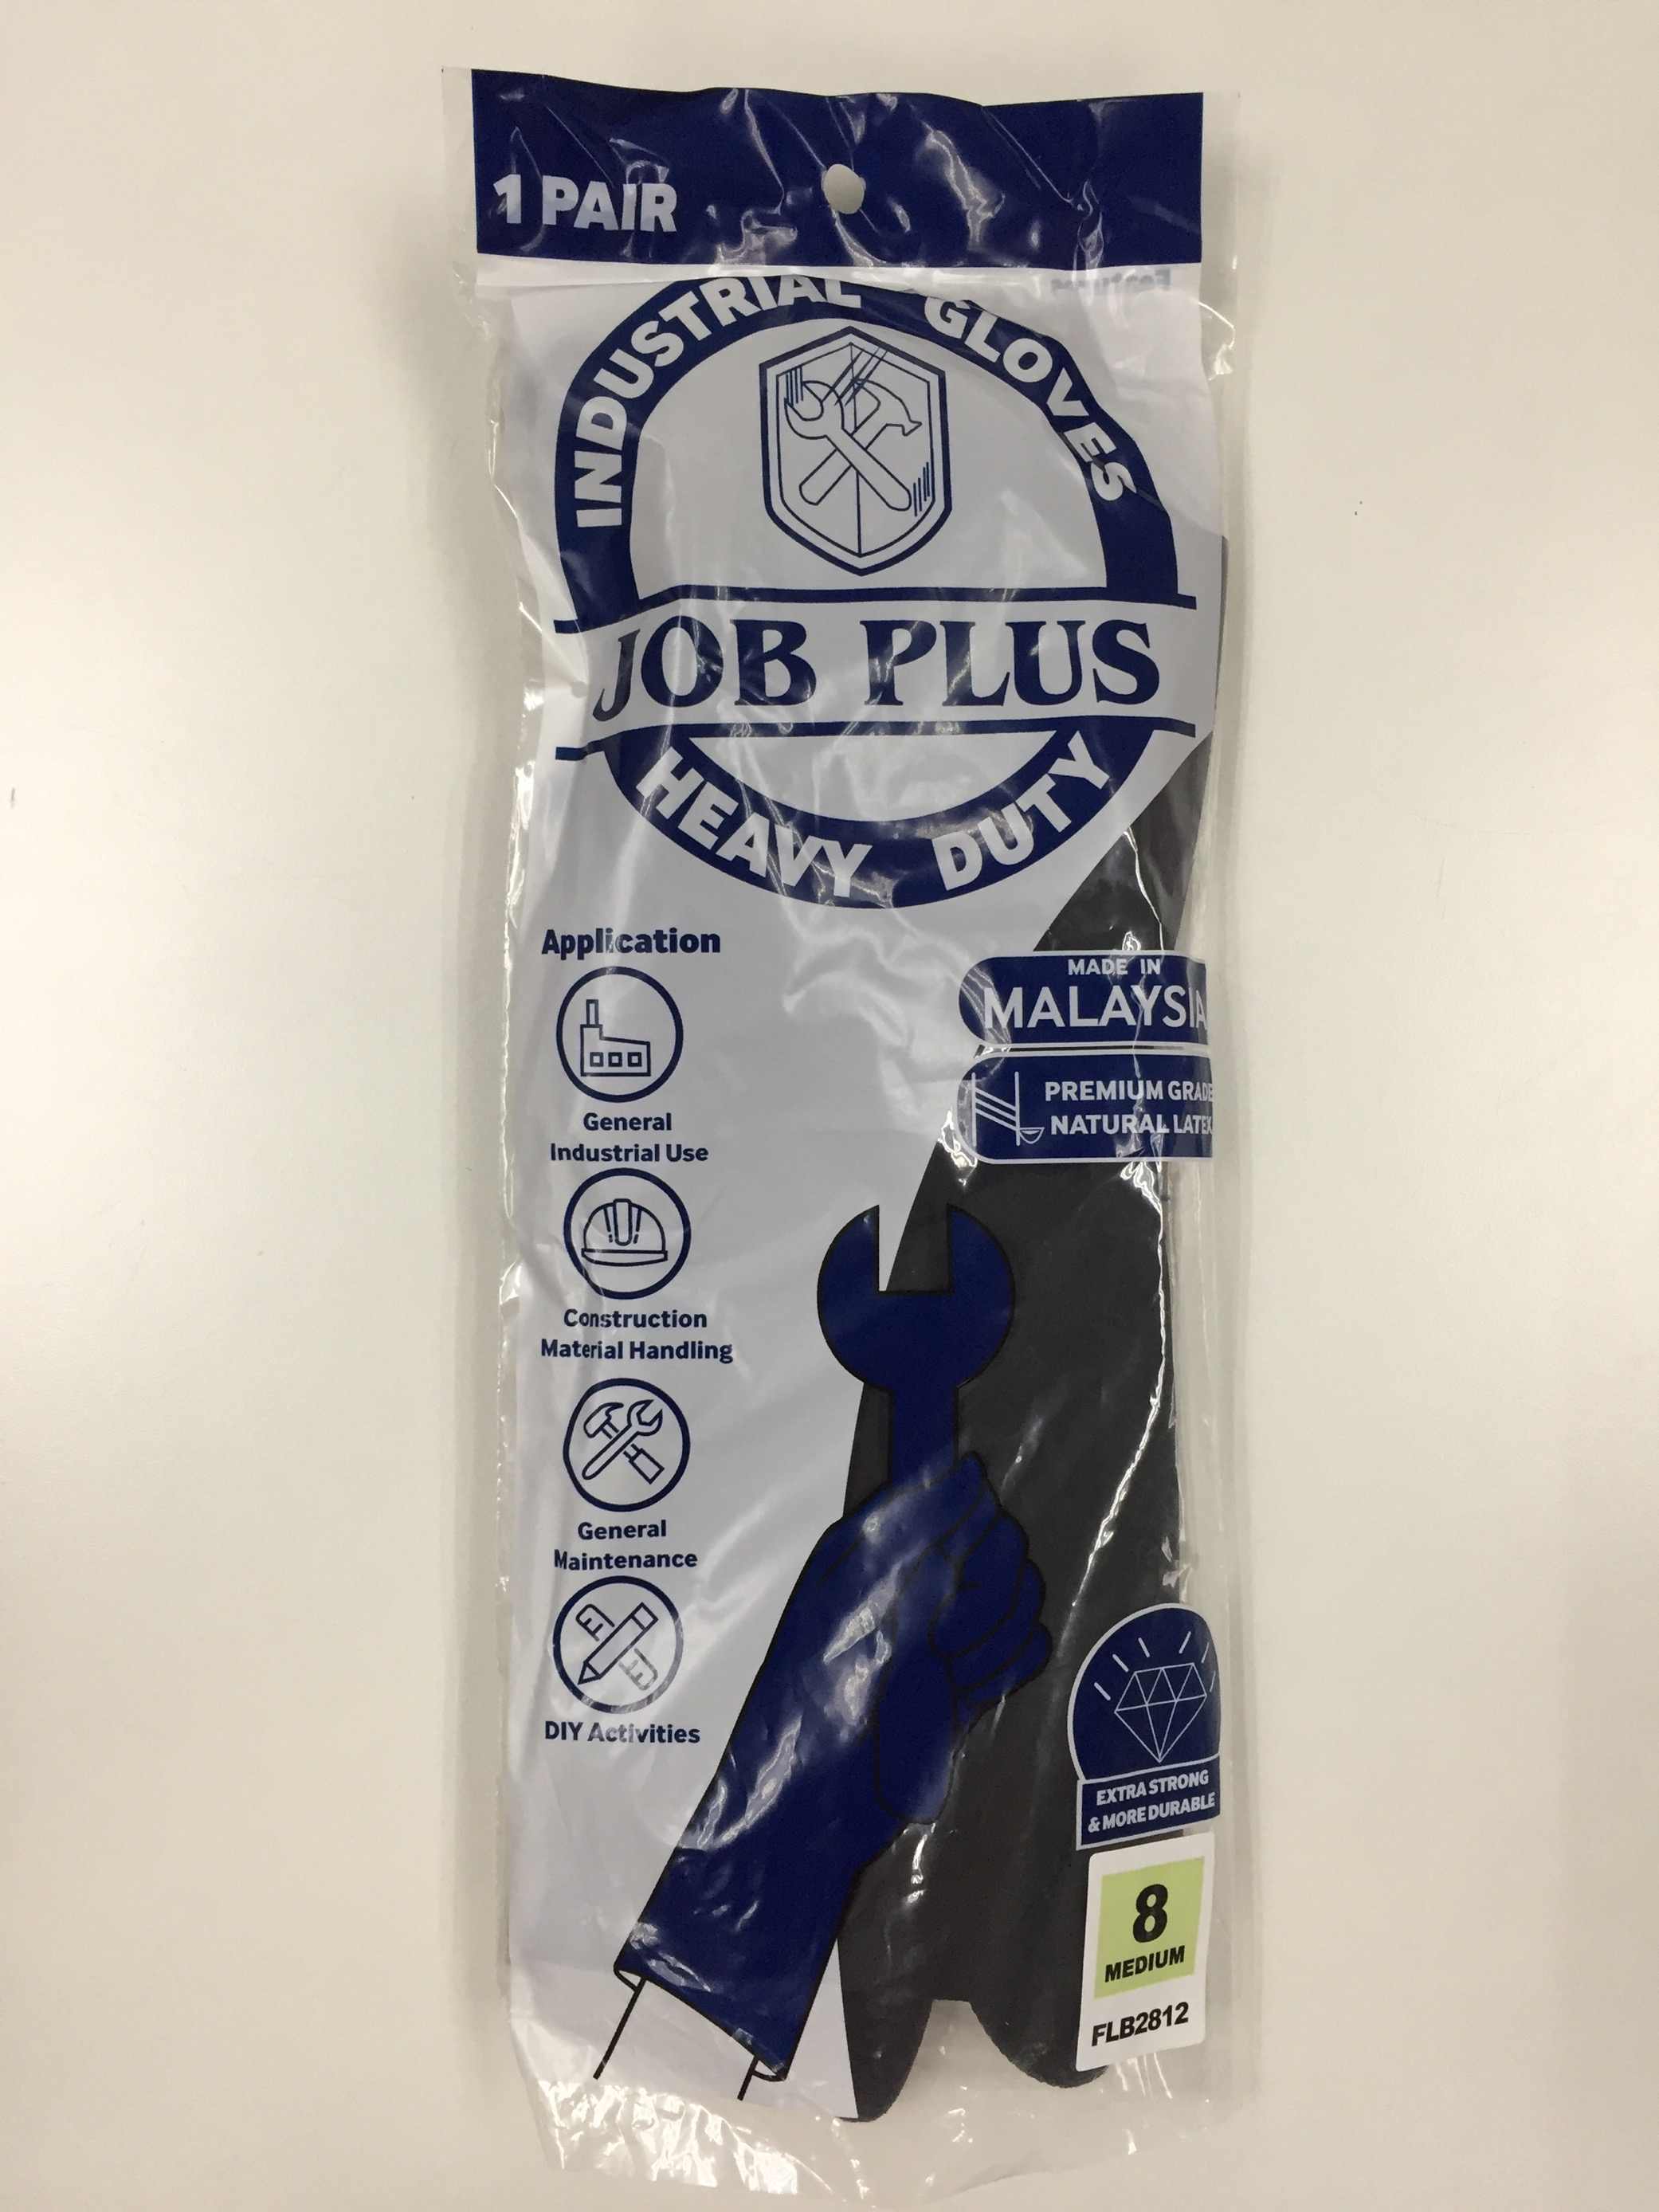 1 PAIR
INDUSTRIAL GLOVES
JOB PLUS
HEAVY DUTY
Application
General
Industrial Use
Construction
Material Handling
General
Maintenance
DIY Activities
MADE IN
MALAYSIA
PREMIUM GRADE
NATURAL LATEX
EXTRA STRONG
& MORE DURABLE
8
MEDIUM
FLB2812